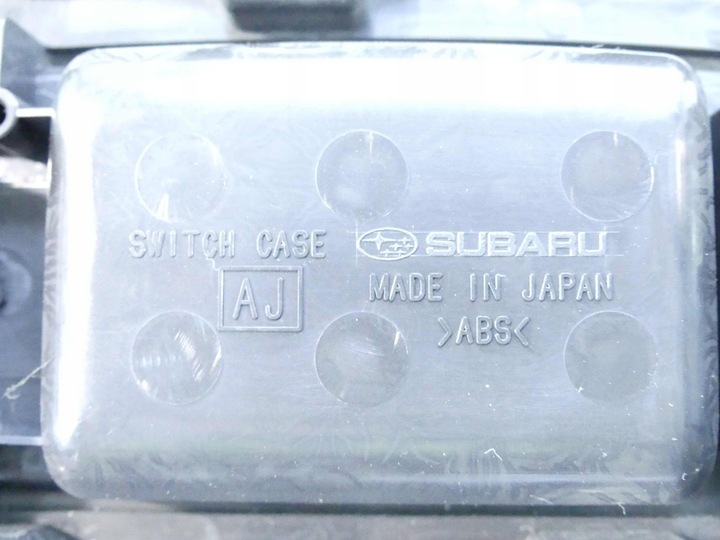 SWITCH CASE SUBARU
AJ MADE IN JAPAN
>ABS<